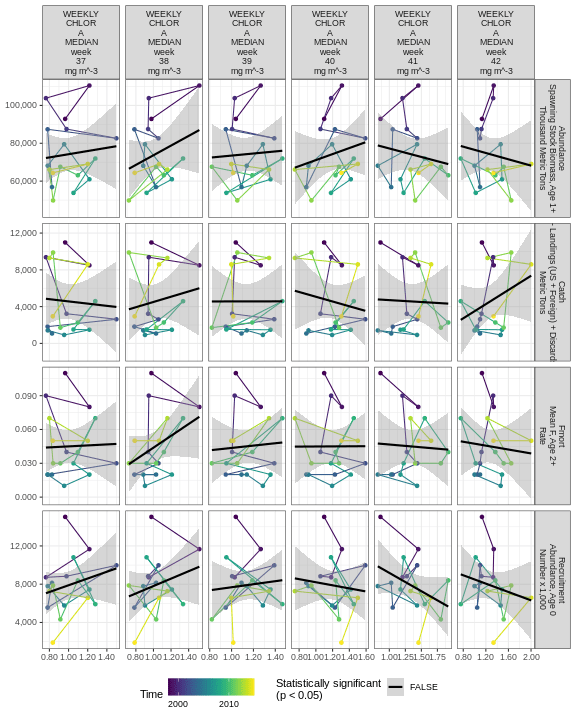 WEEKLY
CHLOR
A
MEDIAN
week
37
mg m^-3
WEEKLY
CHLOR
A
MEDIAN
week
38
mg m^-3
WEEKLY
CHLOR
A
MEDIAN
week
39
mg m^-3
WEEKLY
CHLOR
A
MEDIAN
week
40
mg m^-3
WEEKLY
CHLOR
A
MEDIAN
week
41
mg m^-3
WEEKLY
CHLOR
A
MEDIAN
week
42
mg m^-3
100,000
80,000
60,000
Abundance
Spawning Stock Biomass, Age 1+
Thousand Metric Tons
12,000
8,000
4,000
0
Catch
- Landings (US + Foreign) + Discard
Metric Tons
0.090
0.060
0.030
0.000
Fmort
Mean F, Age 2+
Rate
12,000
8,000
4,000
Recruitment
Abundance, Age 0
Number x 1,000
0.80 1.00 1.20 1.40
0.80 1.00 1.20 1.40
0.80 1.00 1.20 1.40
0.80 1.00 1.20 1.40 1.60
1.00 1.25 1.50 1.75
0.80 1.20 1.60 2.00
Time
2000 2010
Statistically significant
(p < 0.05)
FALSE